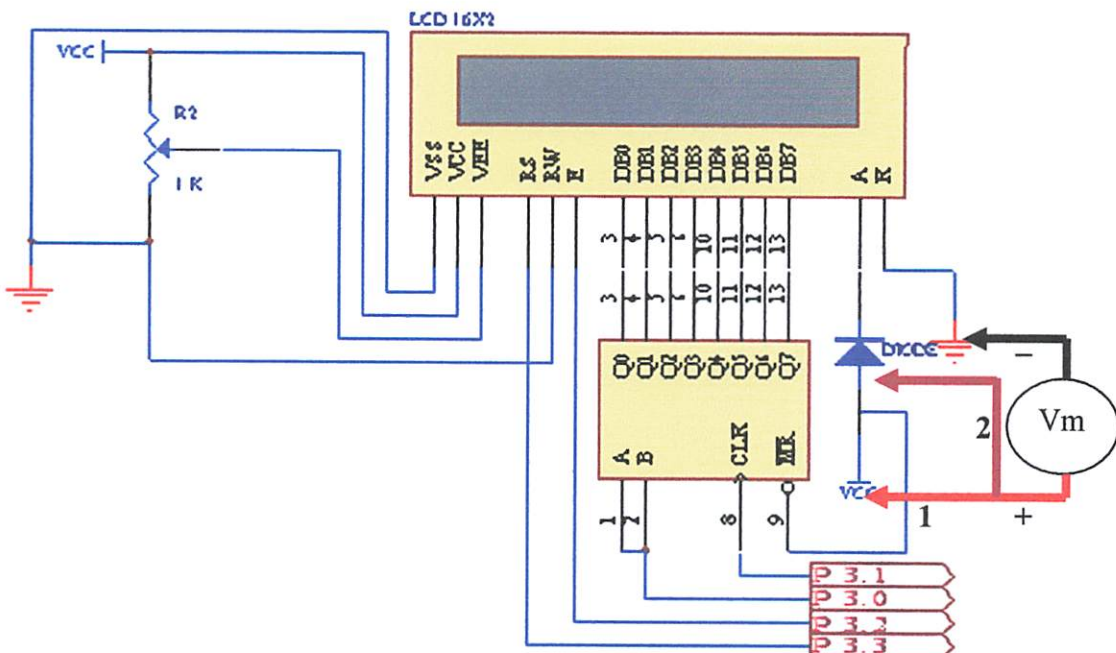 LCD 16X2
VCC
R2
1 K
VSS VCC VEE RS RW E DB0 DB1 DB2 DB3 DB4 DB5 DB6 DB7 A K
3 4 5 6 10 11 12 13
3 4 5 6 10 11 12 13
Q0 Q1 Q2 Q3 Q4 Q5 Q6 Q7
DIODE
–
Vm
2
A B CLK MR
VCC
1
+
1 2 8 9
P 3.1
P 3.0
P 3.2
P 3.3